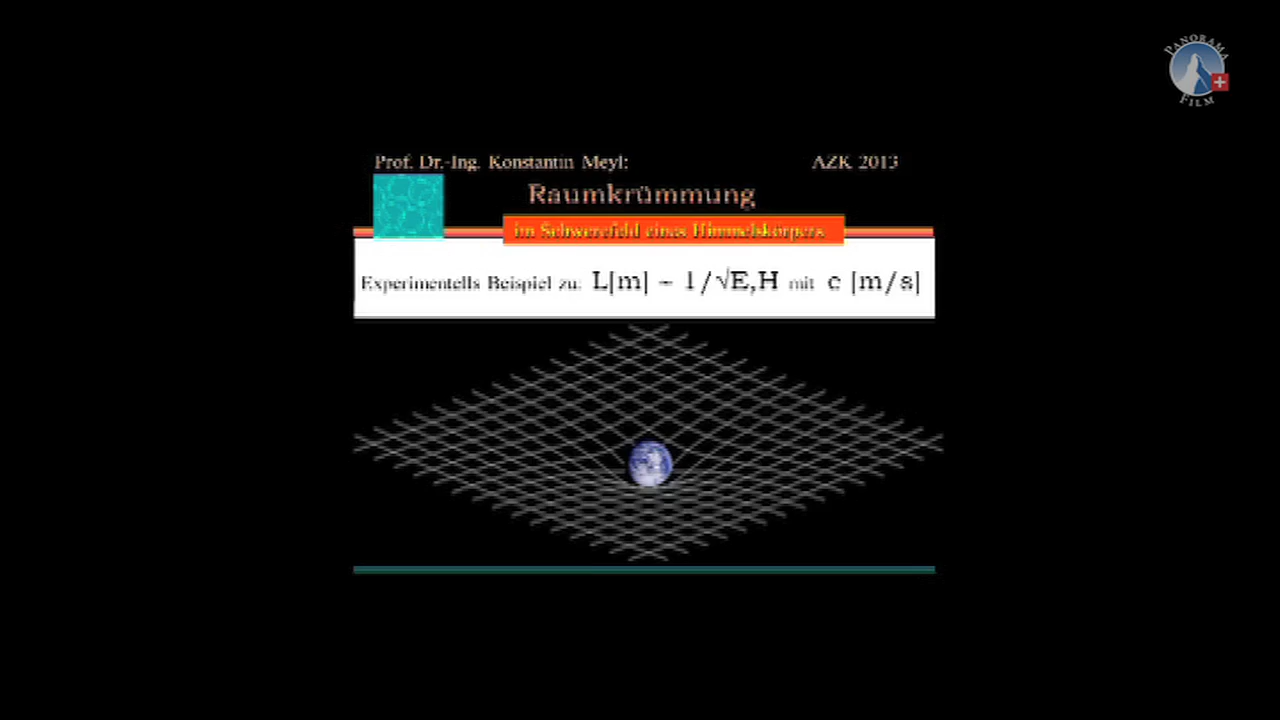 PANORAMA
FILM
Prof. Dr.-Ing. Konstantin Meyl:
AZK 2013
Raumkrümmung
im Schwerefeld eines Himmelskörpers
Experimentells Beispiel zu: L[m] ~ 1/√E,H mit c [m/s]